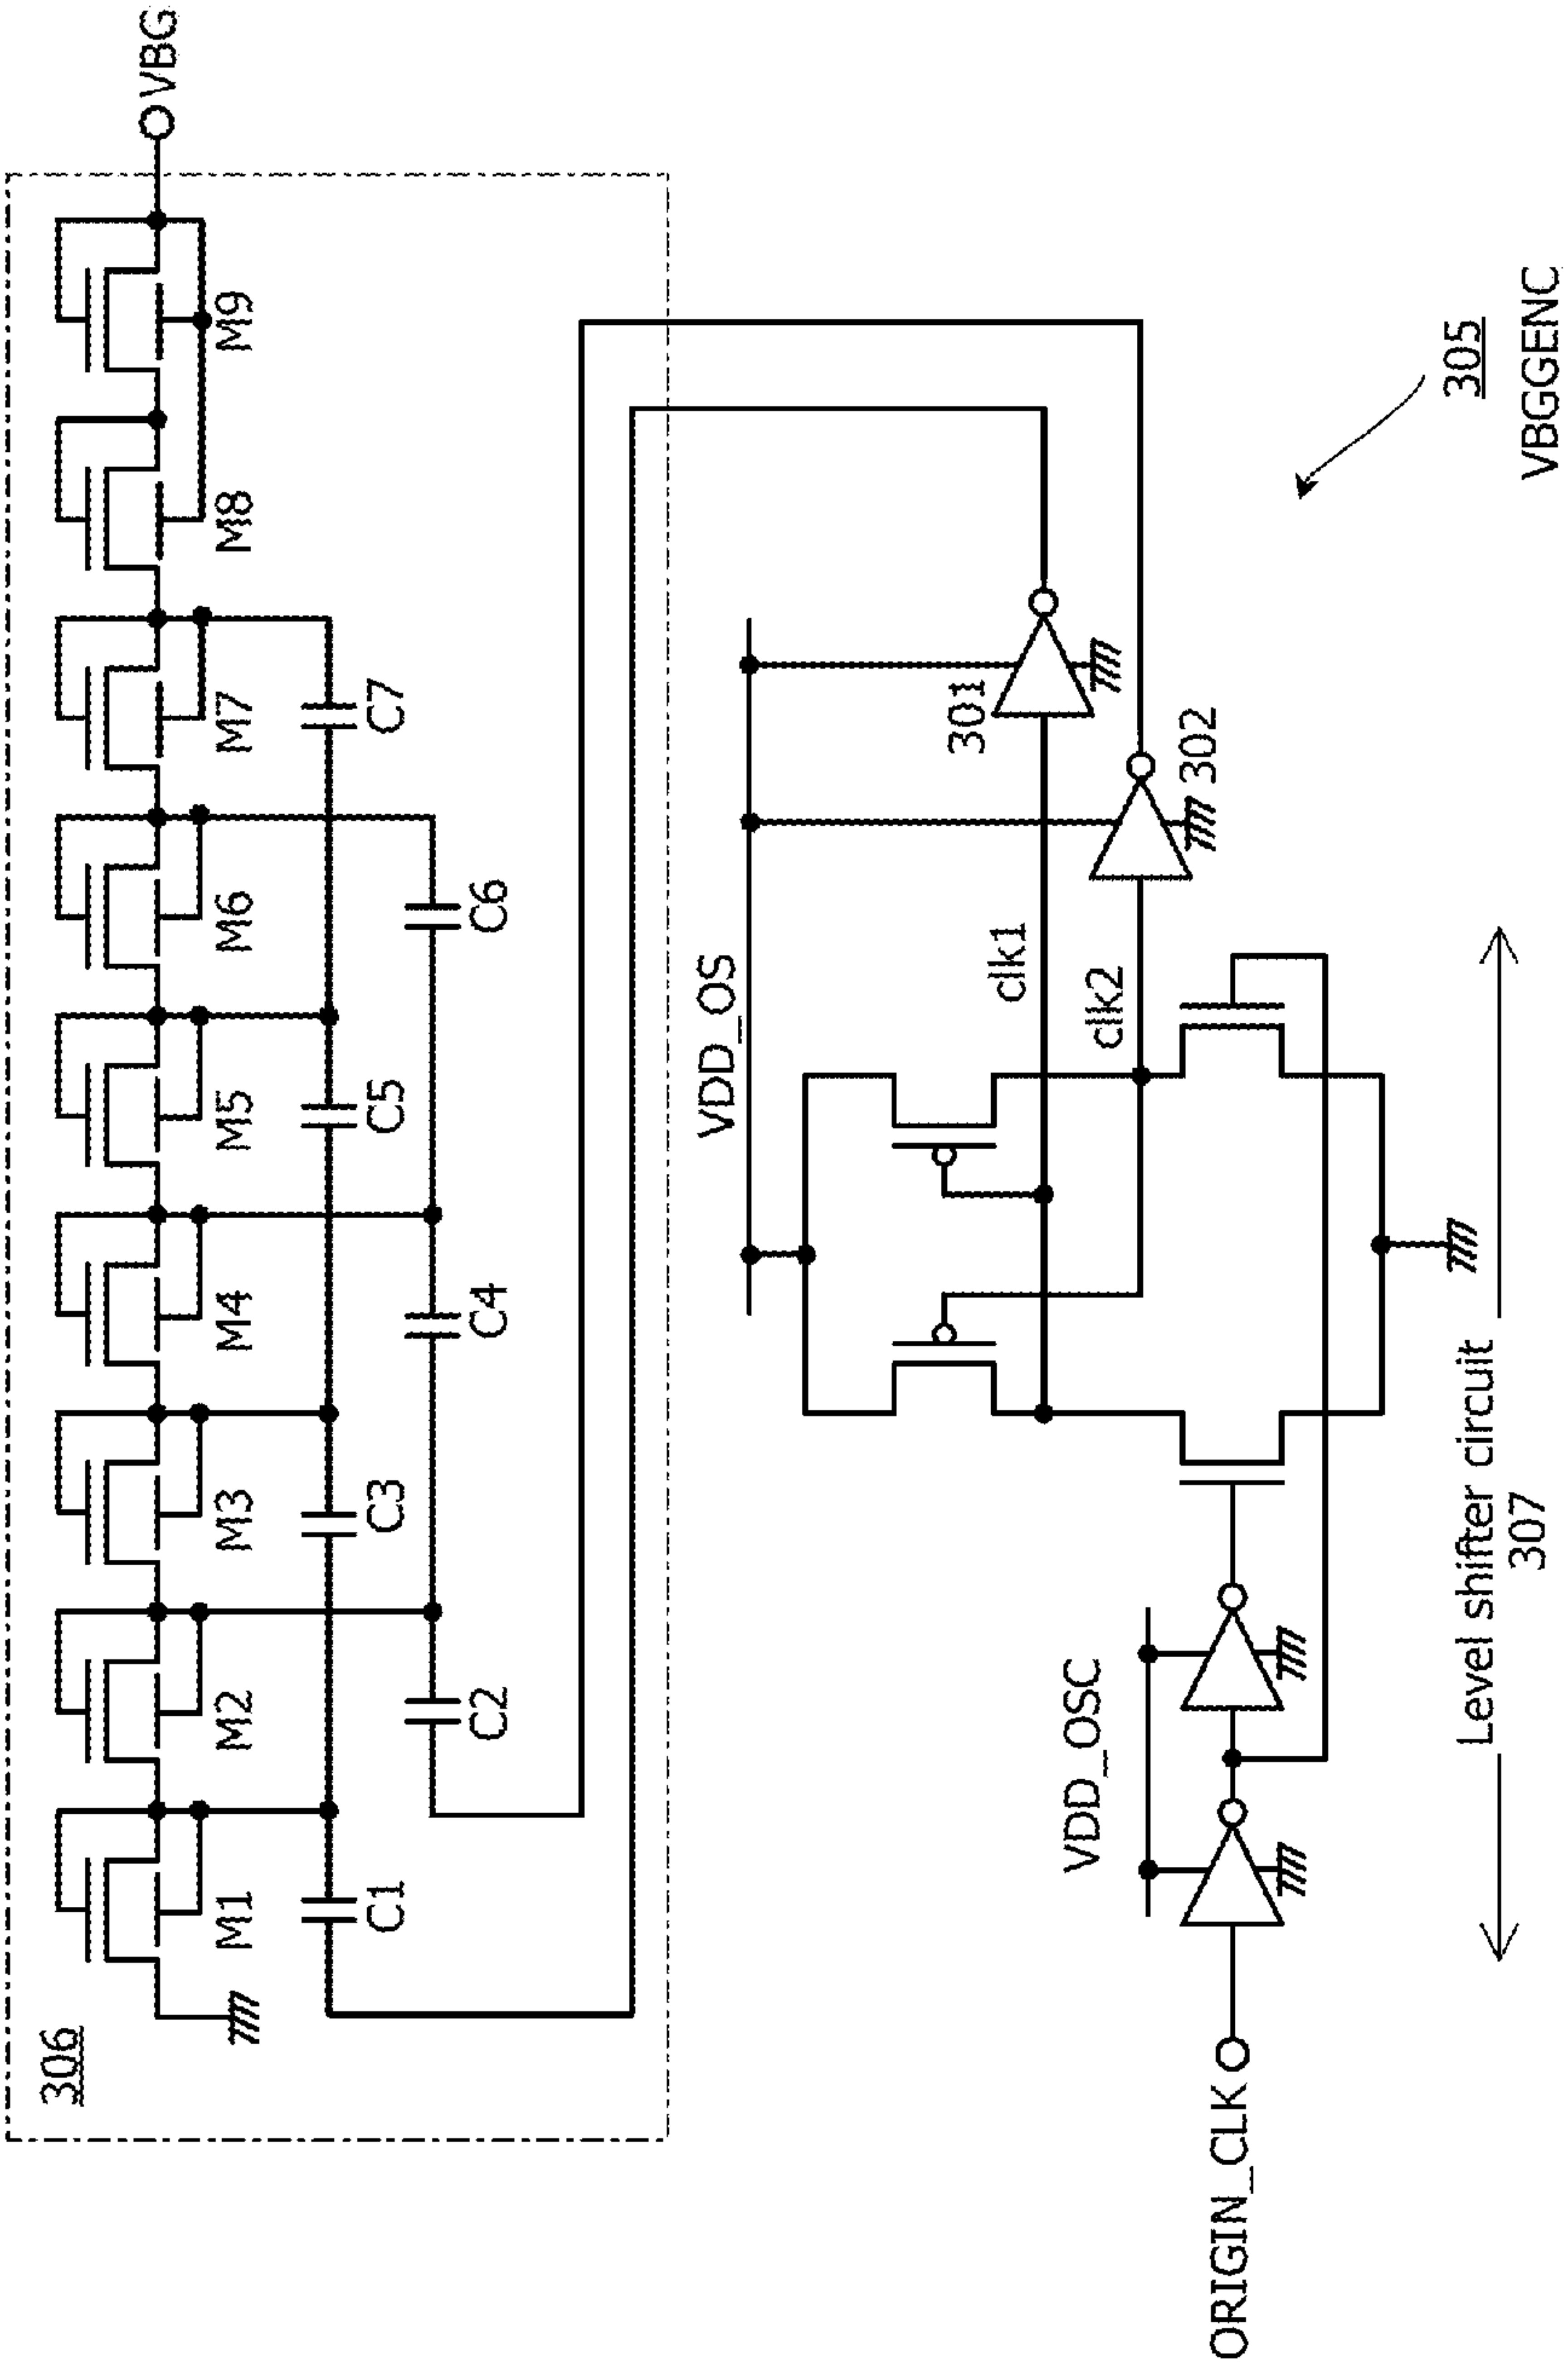 306
M1
M2
M3
M4
M5
M6
M7
M8
M9
VBG
C1
C3
C5
C7
C2
C4
C6
VDD_OS
301
clk1
clk2
302
VDD_OSC
ORIGIN_CLK
Level shifter circuit
307
305
VBGGENC